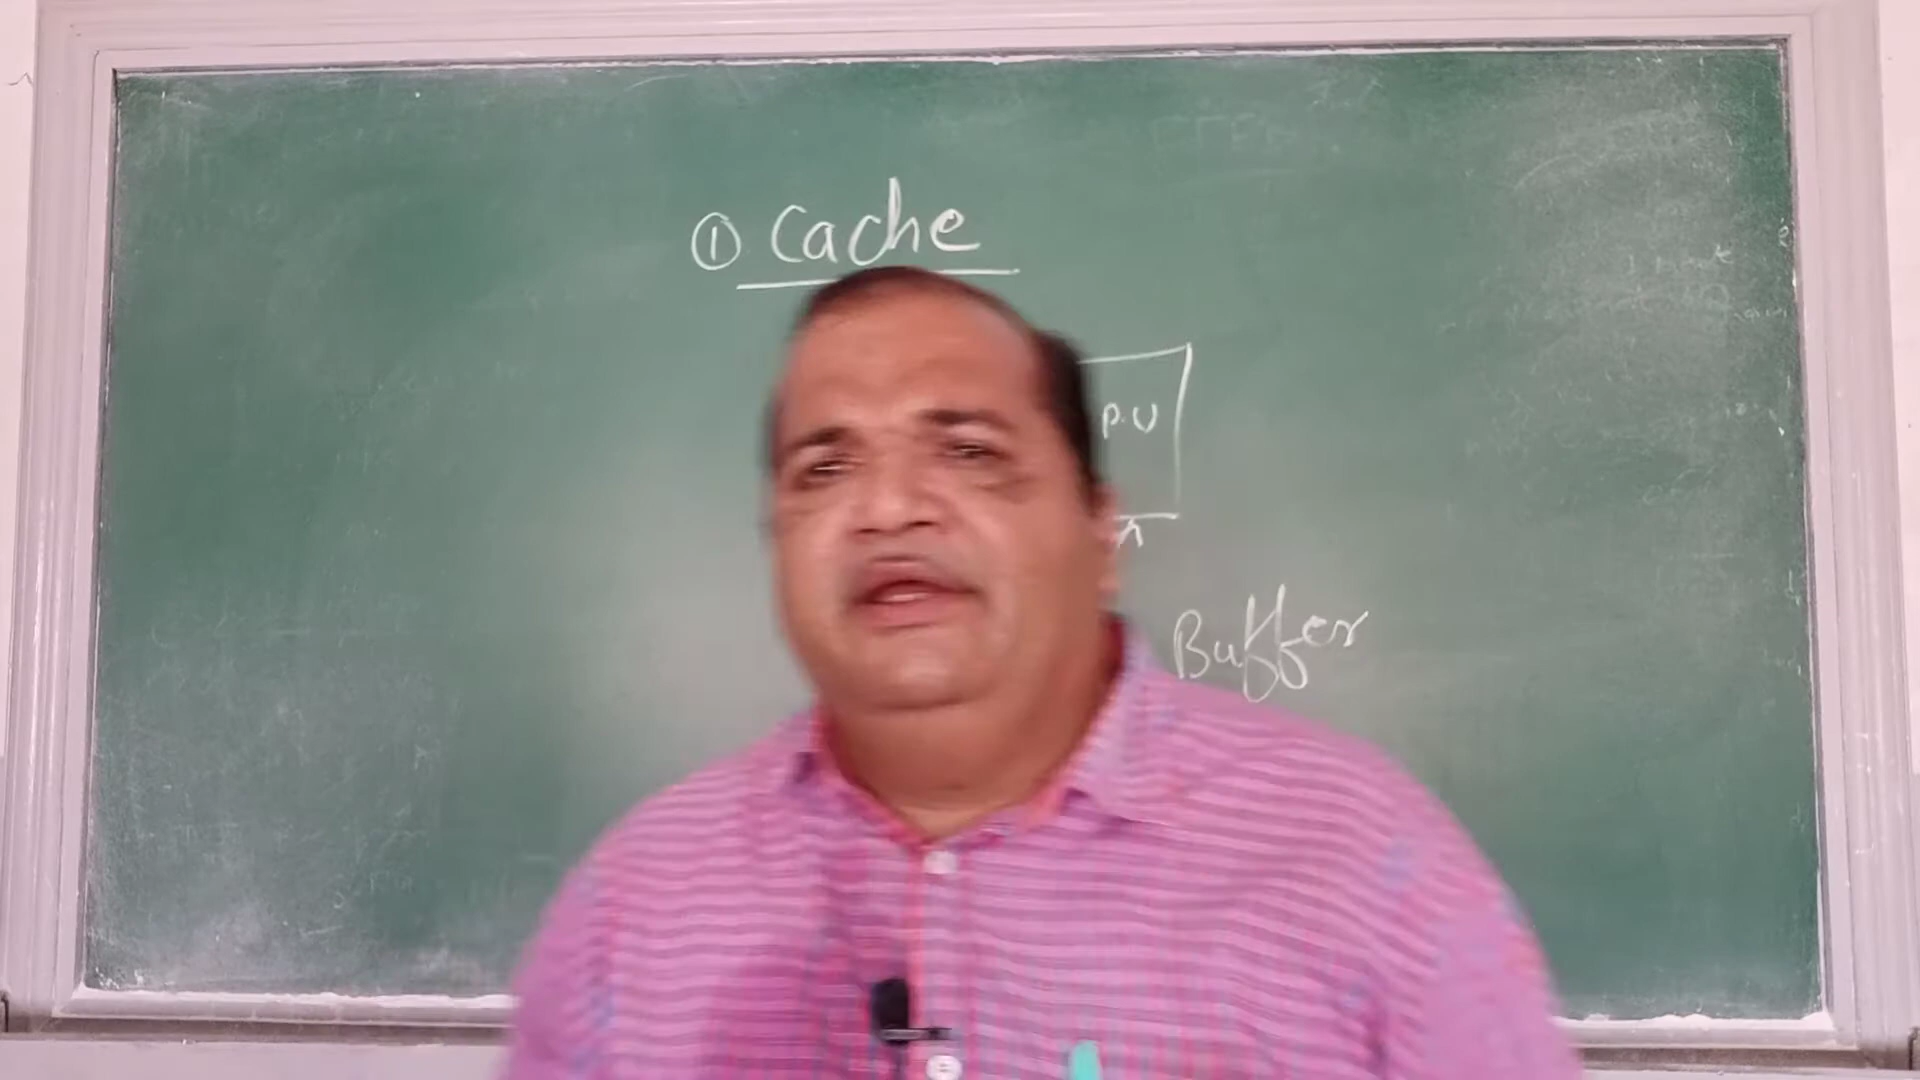 ① Cache
P.U
Buffer